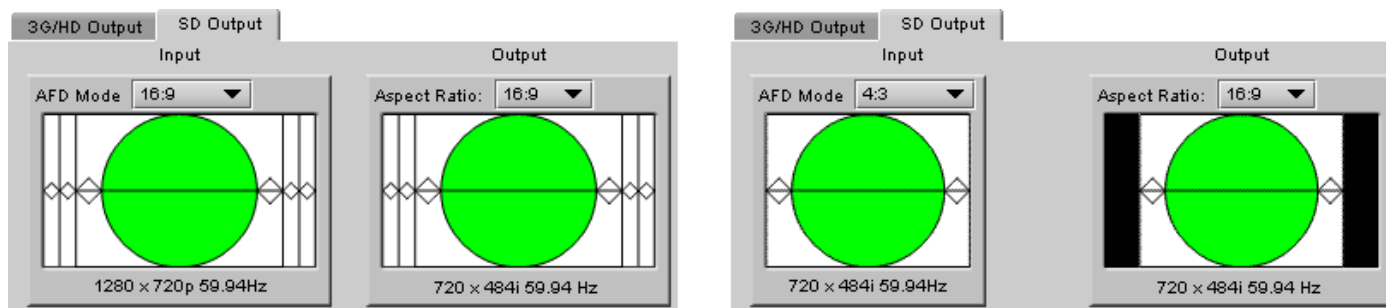 3G/HD Output SD Output
Input Output
AFD Mode 16:9
Aspect Ratio: 16:9
1280 x 720p 59.94Hz
720 x 484i 59.94 Hz
3G/HD Output SD Output
Input Output
AFD Mode 4:3
Aspect Ratio: 16:9
720 x 484i 59.94Hz
720 x 484i 59.94 Hz